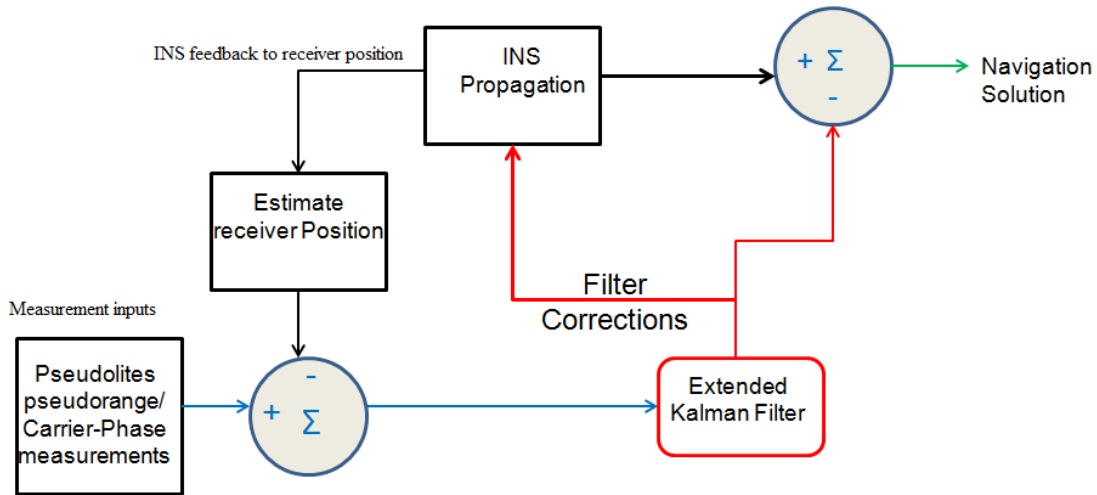 INS feedback to receiver position
INS
Propagation
+ Σ
-
Navigation
Solution
Estimate
receiver Position
Filter
Corrections
Measurement inputs
Pseudolites
pseudorange/
Carrier-Phase
measurements
-
+
Σ
Extended
Kalman Filter